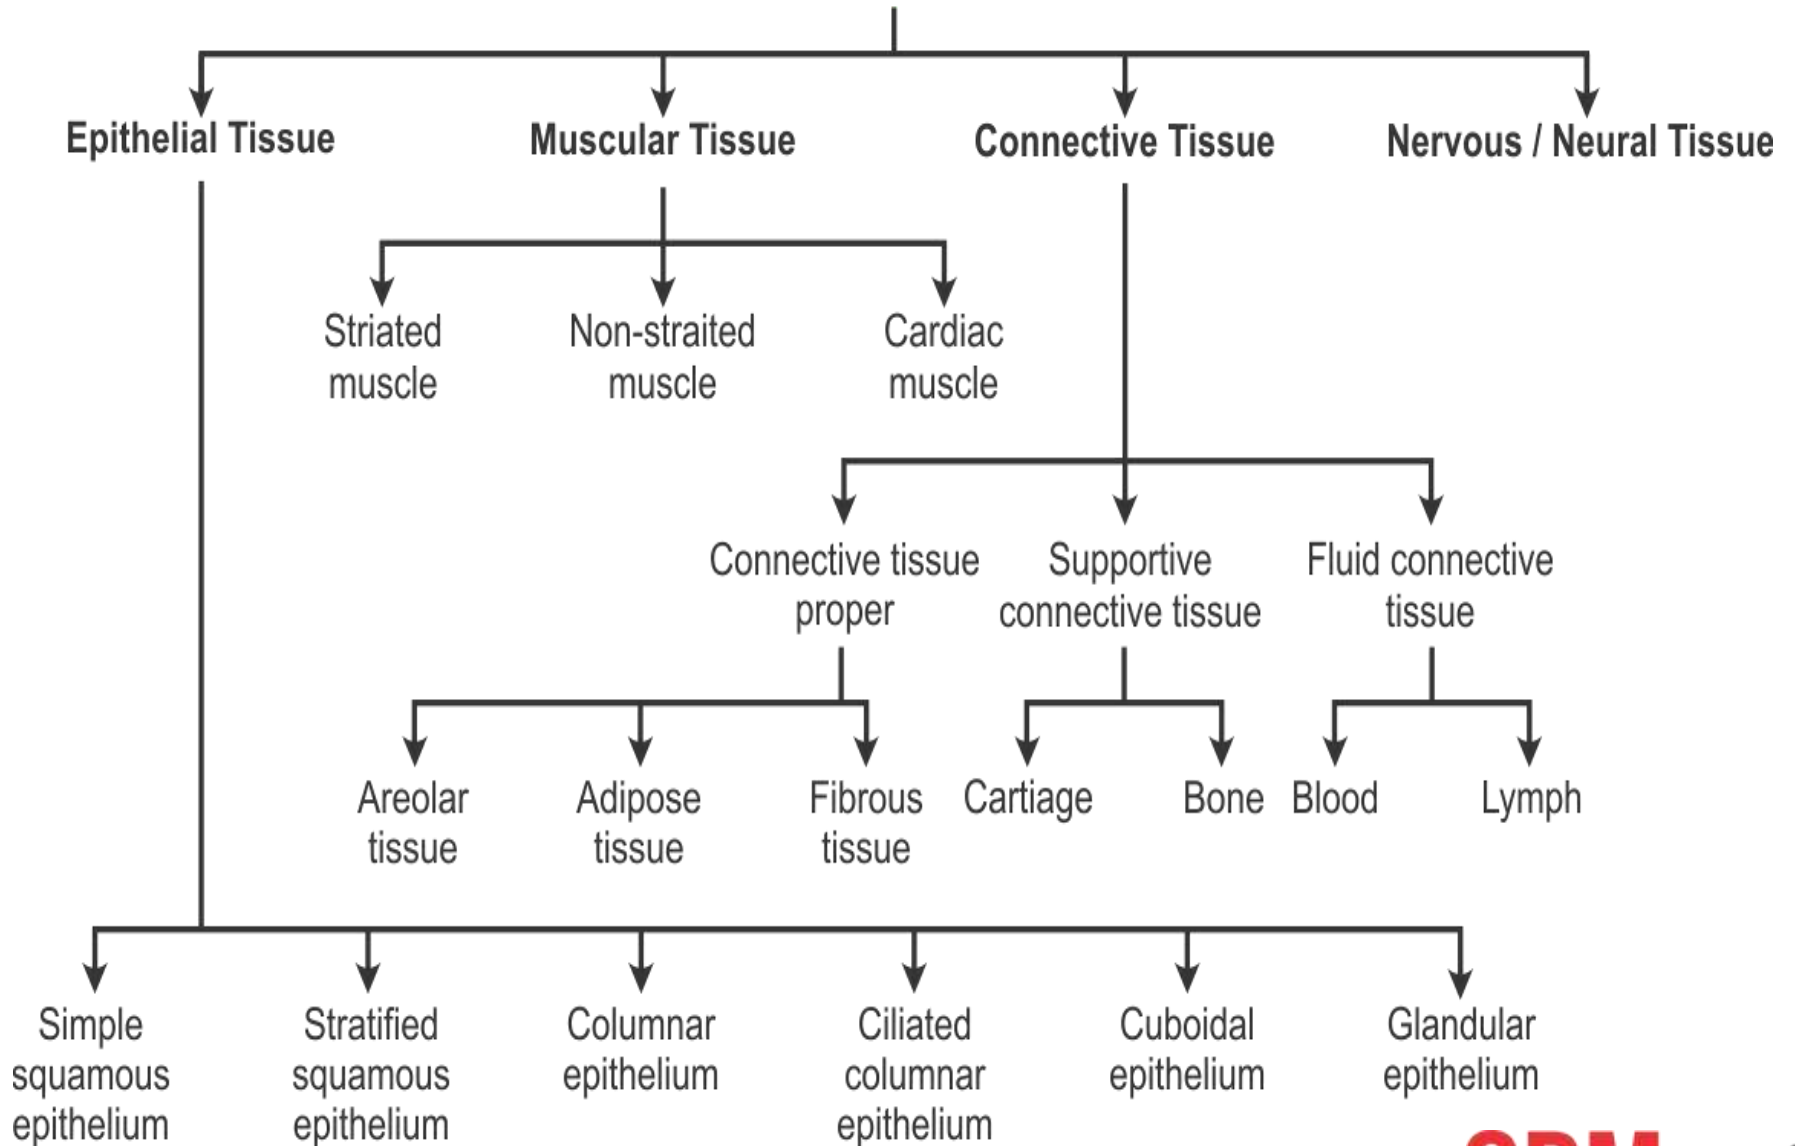 Epithelial Tissue
Muscular Tissue
Connective Tissue
Nervous / Neural Tissue
Striated
muscle
Non-straited
muscle
Cardiac
muscle
Connective tissue
proper
Supportive
connective tissue
Fluid connective
tissue
Areolar
tissue
Adipose
tissue
Fibrous
tissue
Cartiage
Bone
Blood
Lymph
Simple
squamous
epithelium
Stratified
squamous
epithelium
Columnar
epithelium
Ciliated
columnar
epithelium
Cuboidal
epithelium
Glandular
epithelium